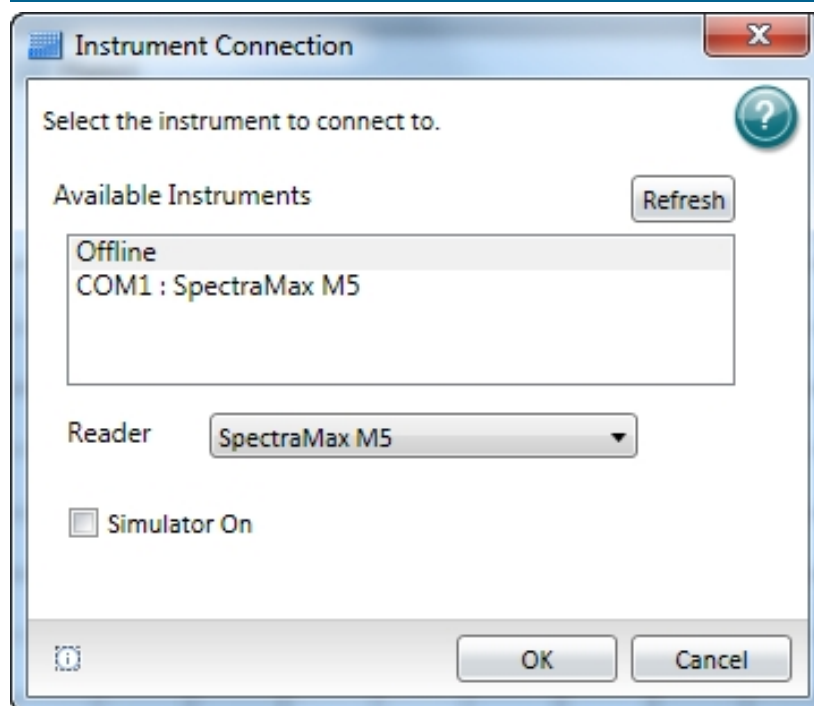 Instrument Connection
Select the instrument to connect to.
Available Instruments
Refresh
Offline
COM1 : SpectraMax M5
Reader
SpectraMax M5
Simulator On
OK
Cancel